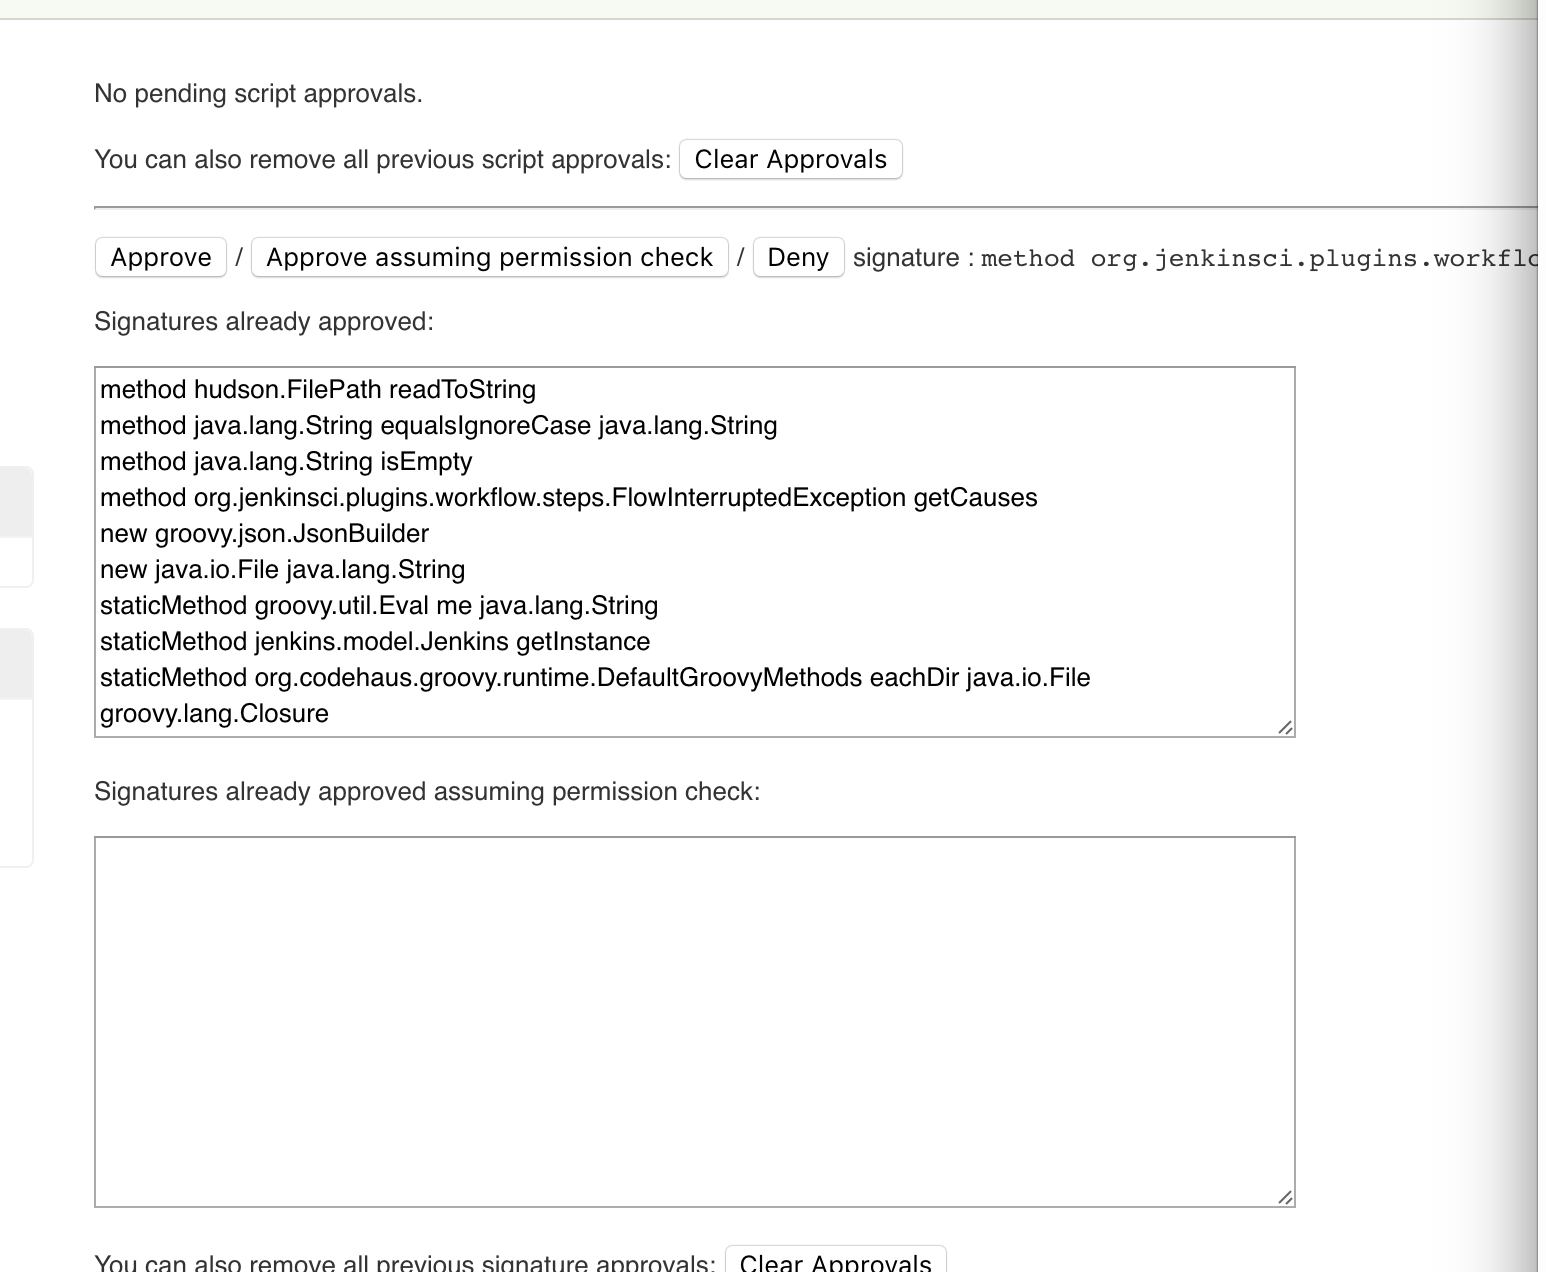 No pending script approvals.
You can also remove all previous script approvals: Clear Approvals
Approve / Approve assuming permission check / Deny signature : method org.jenkinsci.plugins.workflo
Signatures already approved:
method hudson.FilePath readToString
method java.lang.String equalsIgnoreCase java.lang.String
method java.lang.String isEmpty
method org.jenkinsci.plugins.workflow.steps.FlowInterruptedException getCauses
new groovy.json.JsonBuilder
new java.io.File java.lang.String
staticMethod groovy.util.Eval me java.lang.String
staticMethod jenkins.model.Jenkins getInstance
staticMethod org.codehaus.groovy.runtime.DefaultGroovyMethods eachDir java.io.File
groovy.lang.Closure
Signatures already approved assuming permission check:
You can also remove all previous signature approvals: Clear Approvals